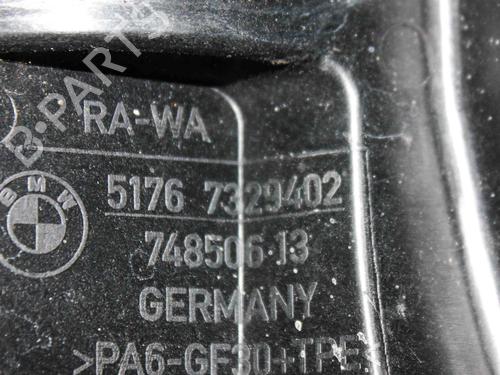 B-PARTS
RA-WA
BMW
5176 7329402
748506-13
GERMANY
>PA6-GF30+TPE<